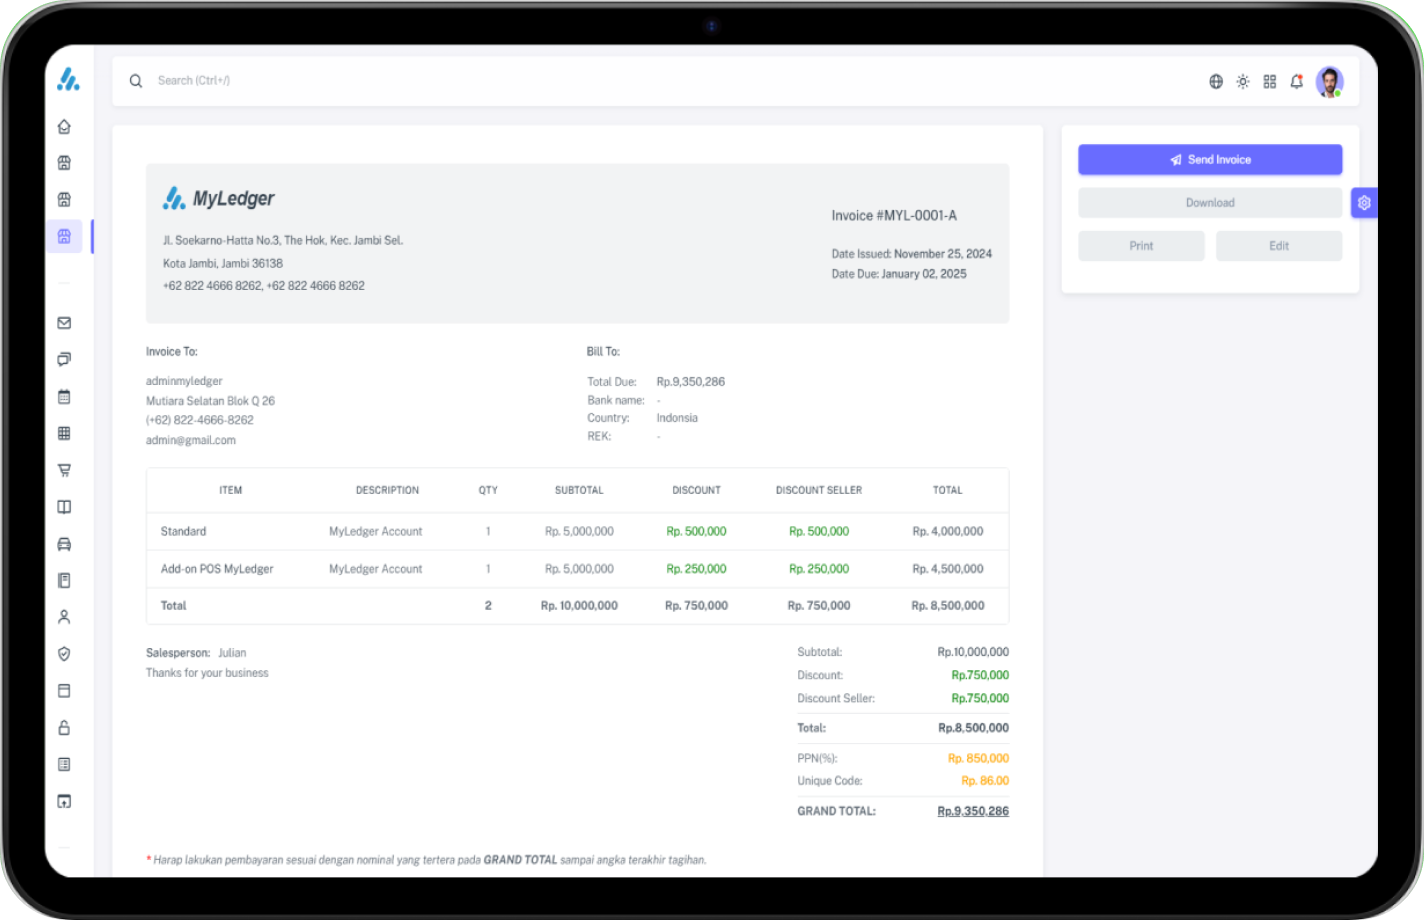 Search (Ctrl+/)
Send Invoice
Download
Print Edit
MyLedger
Jl. Soekarno-Hatta No.3, The Hok, Kec. Jambi Sel.
Kota Jambi, Jambi 36138
+62 822 4666 8262, +62 822 4666 8262
Invoice #MYL-0001-A
Date Issued: November 25, 2024
Date Due: January 02, 2025
Invoice To:
adminmyledger
Mutiara Selatan Blok Q 26
(+62) 822-4666-8262
admin@gmail.com
Bill To:
Total Due: Rp.9,350,286
Bank name: -
Country: Indonsia
REK: -
ITEM DESCRIPTION QTY SUBTOTAL DISCOUNT DISCOUNT SELLER TOTAL
Standard MyLedger Account 1 Rp. 5,000,000 Rp. 500,000 Rp. 500,000 Rp. 4,000,000
Add-on POS MyLedger MyLedger Account 1 Rp. 5,000,000 Rp. 250,000 Rp. 250,000 Rp. 4,500,000
Total 2 Rp. 10,000,000 Rp. 750,000 Rp. 750,000 Rp. 8,500,000
Salesperson: Julian
Thanks for your business
Subtotal: Rp.10,000,000
Discount: Rp.750,000
Discount Seller: Rp.750,000
Total: Rp.8,500,000
PPN(%): Rp. 850,000
Unique Code: Rp. 86.00
GRAND TOTAL: Rp.9,350,286
* Harap lakukan pembayaran sesuai dengan nominal yang tertera pada GRAND TOTAL sampai angka terakhir tagihan.